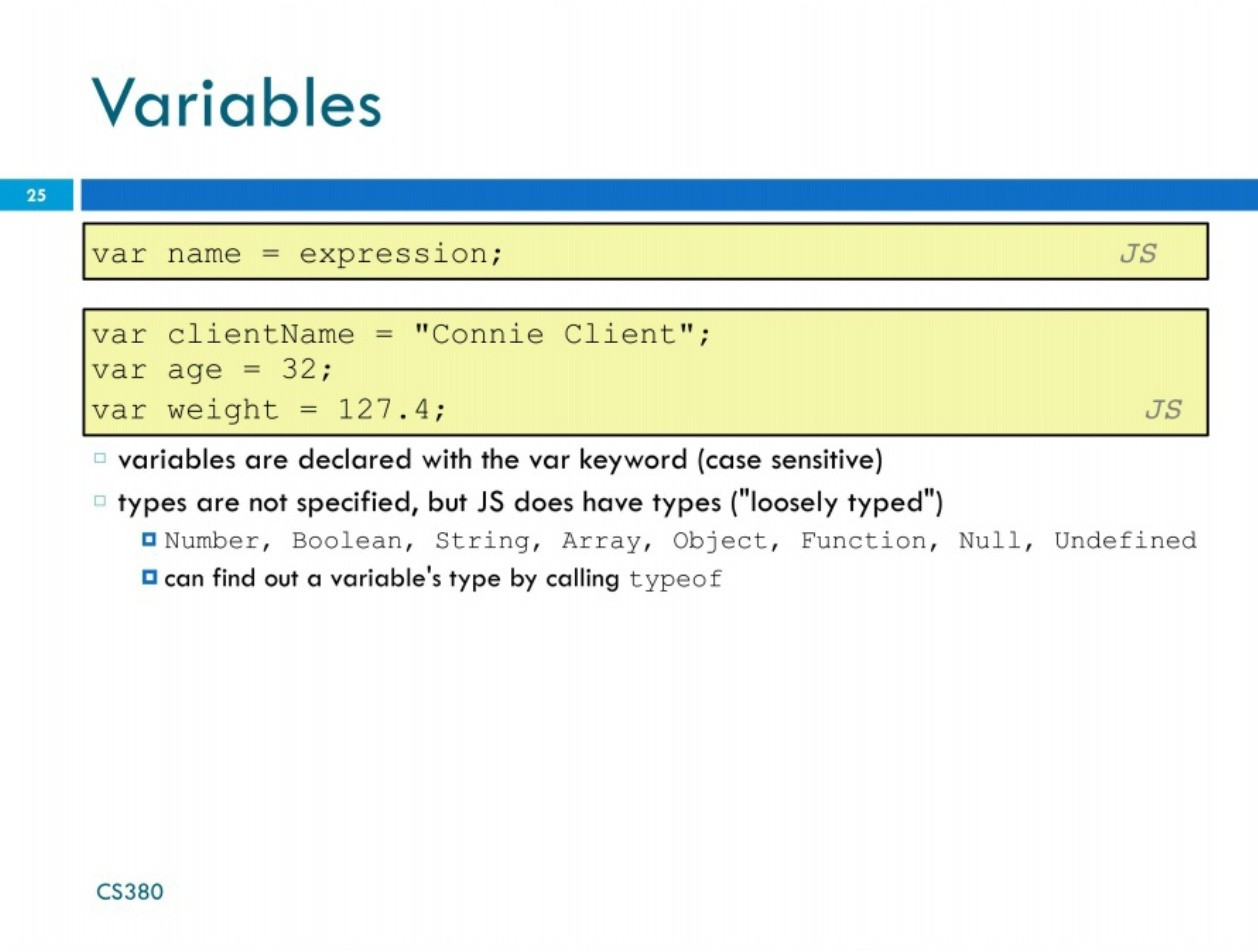 Variables
25
var name = expression; JS
var clientName = "Connie Client";
var age = 32;
var weight = 127.4; JS
variables are declared with the var keyword (case sensitive)
types are not specified, but JS does have types ("loosely typed")
Number, Boolean, String, Array, Object, Function, Null, Undefined
can find out a variable's type by calling typeof
CS380